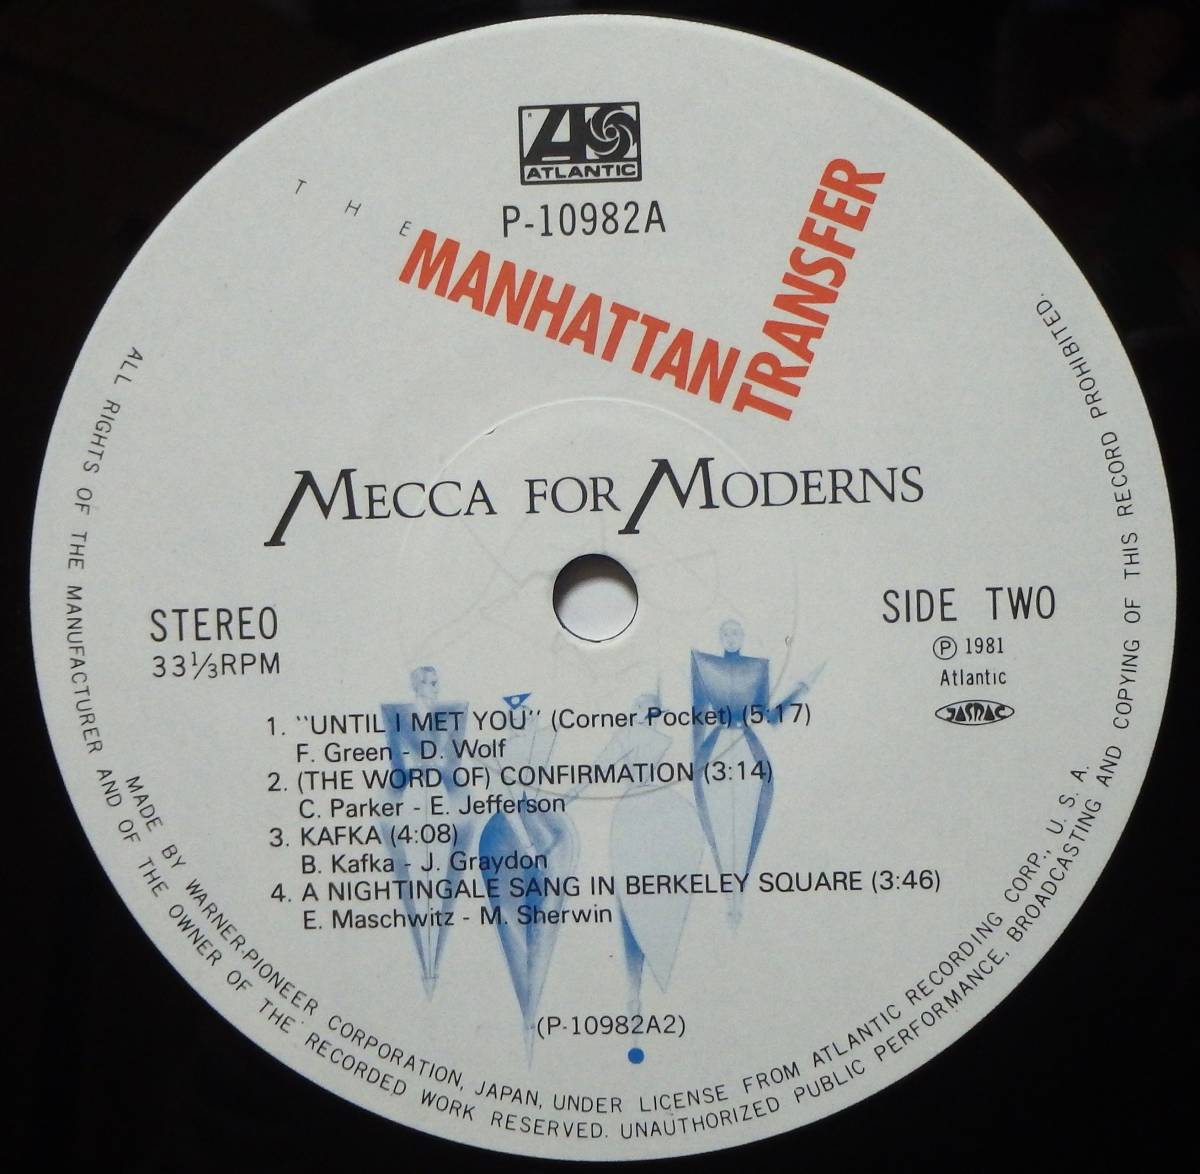 ATLANTIC
P-10982A
THE
MANHATTAN
TRANSFER
MECCA FOR MODERNS
STEREO
33⅓RPM
SIDE TWO
Ⓟ 1981
Atlantic
JASRAC
1. "UNTIL I MET YOU" (Corner Pocket) (5:17)
F. Green - D. Wolf
2. (THE WORD OF) CONFIRMATION (3:14)
C. Parker - E. Jefferson
3. KAFKA (4:08)
B. Kafka - J. Graydon
4. A NIGHTINGALE SANG IN BERKELEY SQUARE (3:46)
E. Maschwitz - M. Sherwin
(P-10982A2)
MADE BY WARNER-PIONEER CORPORATION, JAPAN, UNDER LICENSE FROM ATLANTIC RECORDING CORP., U. S. A.
ALL RIGHTS OF THE MANUFACTURER AND OF THE OWNER OF THE RECORDED WORK RESERVED. UNAUTHORIZED PUBLIC PERFORMANCE, BROADCASTING AND COPYING OF THIS RECORD PROHIBITED.